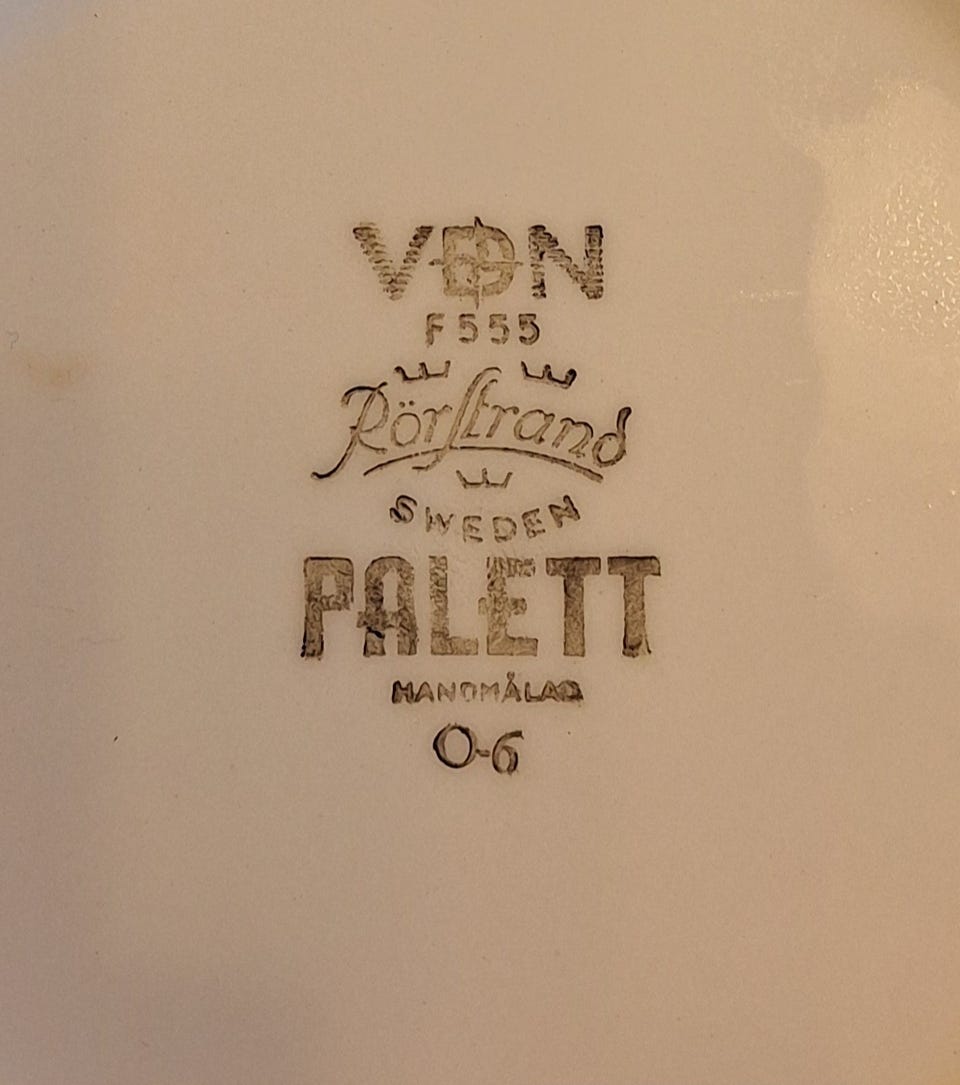 VDN
F555
Rörstrand
SWEDEN
PALETT
HANDMÅLAD
O-6